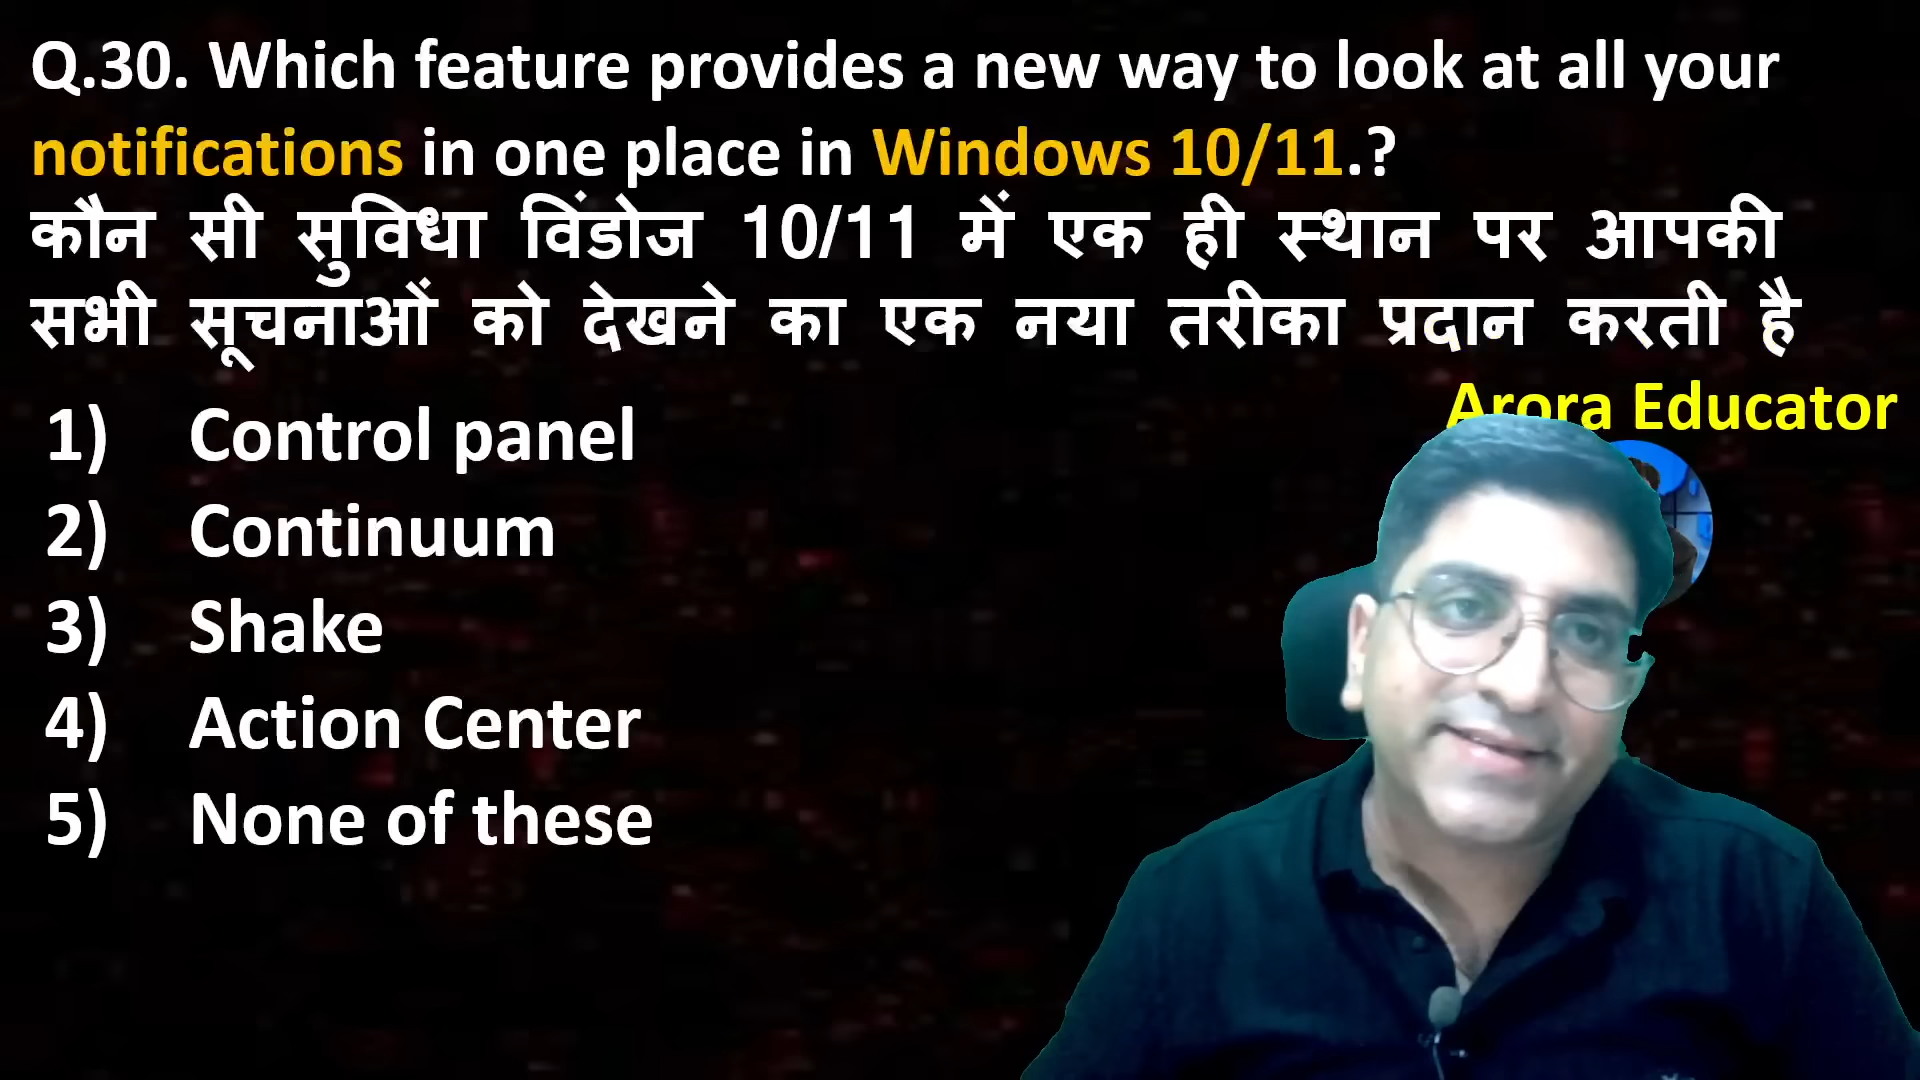 Q.30. Which feature provides a new way to look at all your
notifications in one place in Windows 10/11.?
कौन सी सुविधा विंडोज 10/11 में एक ही स्थान पर आपकी
सभी सूचनाओं को देखने का एक नया तरीका प्रदान करती है
Arora Educator
1) Control panel
2) Continuum
3) Shake
4) Action Center
5) None of these